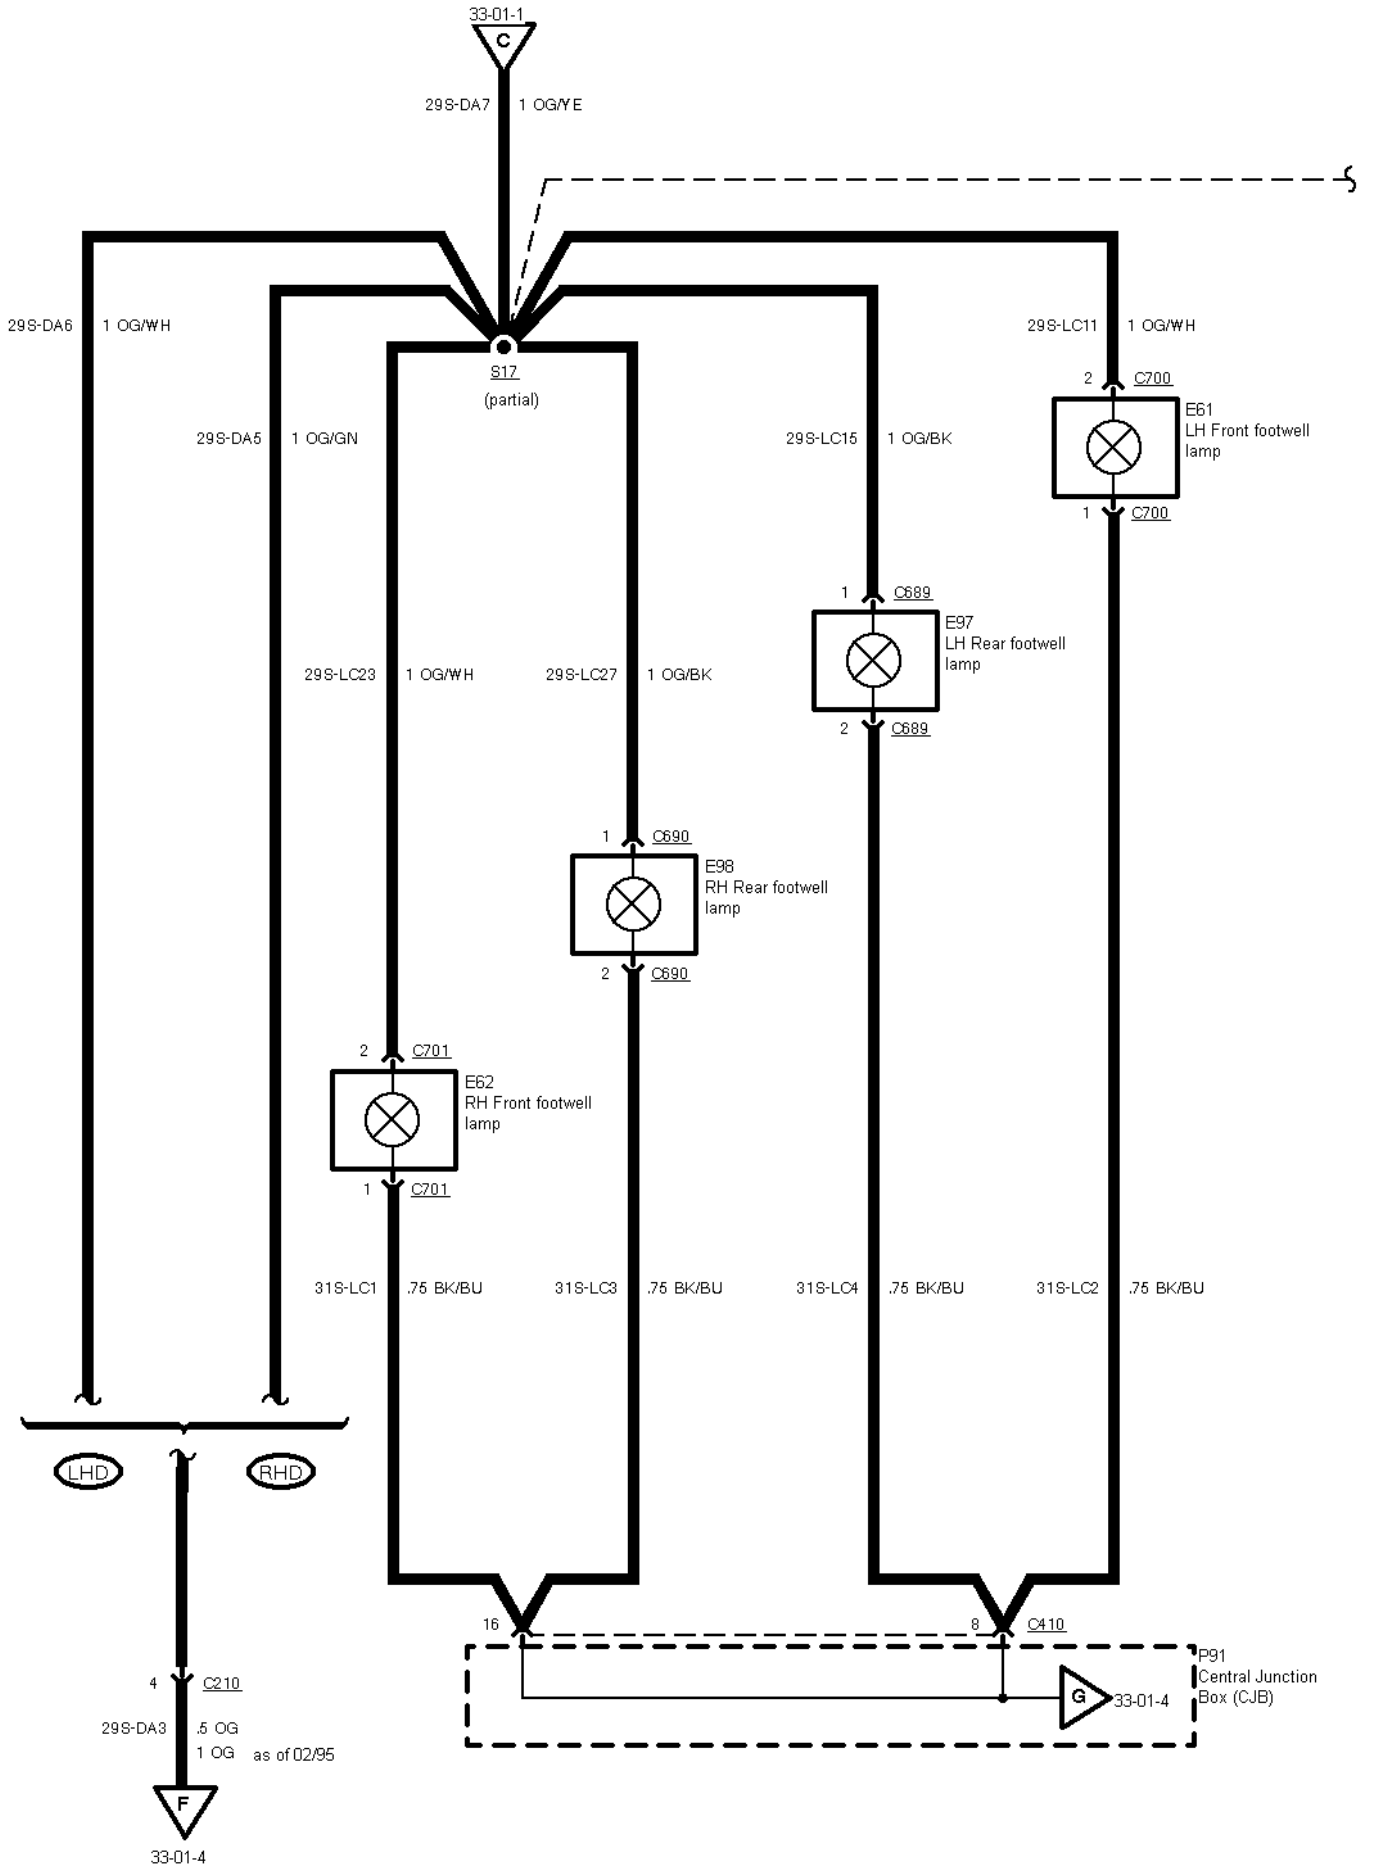 33-01-1
C
29S-DA7 1 OG/YE
29S-DA6 1 OG/WH
29S-LC11 1 OG/WH
S17
(partial)
2 C700
E61
LH Front footwell
lamp
1 C700
29S-DA5 1 OG/GN
29S-LC15 1 OG/BK
1 C689
E97
LH Rear footwell
lamp
2 C689
29S-LC23 1 OG/WH
29S-LC27 1 OG/BK
1 C690
E98
RH Rear footwell
lamp
2 C690
2 C701
E62
RH Front footwell
lamp
1 C701
31S-LC1 .75 BK/BU
31S-LC3 .75 BK/BU
31S-LC4 .75 BK/BU
31S-LC2 .75 BK/BU
LHD
RHD
16
8 C410
P91
Central Junction
Box (CJB)
G 33-01-4
4 C210
29S-DA3 .5 OG
1 OG as of 02/95
F
33-01-4